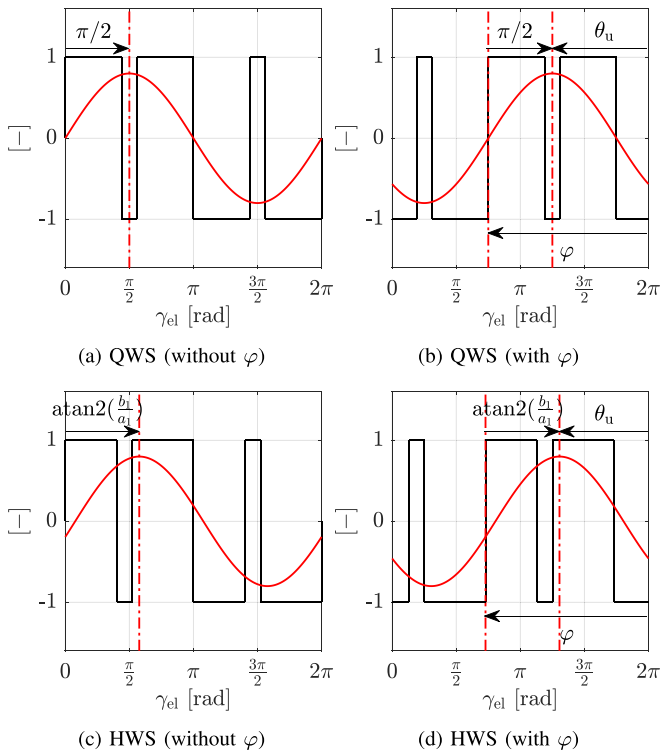 π/2
1
0
-1
[−]
0
π/2
π
3π/2
2π
γel [rad]
(a) QWS (without φ)
π/2
θu
1
0
-1
[−]
φ
0
π/2
π
3π/2
2π
γel [rad]
(b) QWS (with φ)
atan2(b1/a1)
1
0
-1
[−]
0
π/2
π
3π/2
2π
γel [rad]
(c) HWS (without φ)
atan2(b1/a1)
θu
1
0
-1
[−]
φ
0
π/2
π
3π/2
2π
γel [rad]
(d) HWS (with φ)